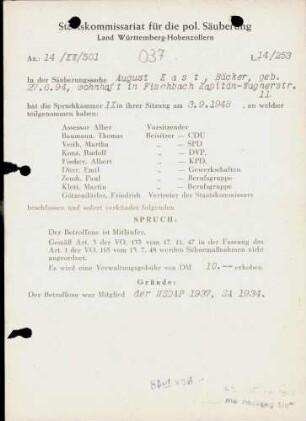 Staatskommissariat für die pol. Säuberung
Land Württemberg-Hohenzollern
Az.: 14 /XX/501 037 L. 14/253
In der Säuberungssache August Kast, Bäcker, geb.
27.6.94, wohnhaft in Fischbach Kapitän-Wagnerstr.
11
hat die Spruchkammer II in ihrer Sitzung am 3.9.1948, an welcher
teilgenommen haben:
Assessor Alber Vorsitzender
Baumann, Thomas Beisitzer — CDU
Veith, Martha „ — SPD
Konz, Rudolf „ — DVP.
Fischer, Albert „ — KPD.
Dürr, Emil „ — Gewerkschaften
Zenk, Paul „ — Berufsgruppe
Kleti, Martin „ — Berufsgruppe
Götzendörfer, Friedrich Vertreter des Staatskommissars
beschlossen und sofort verkündet folgenden
SPRUCH:
Der Betroffene ist Mitläufer.
Gemäß Art. 3 der VO. 133 vom 17. 11. 47 in der Fassung des
Art. 1 der VO. 165 vom 13. 7. 48 werden Sühnemaßnahmen nicht
angeordnet.
Es wird eine Verwaltungsgebühr von DM 10.-- erhoben.
Gründe:
Der Betroffene war Mitglied der NSDAP 1937, SA 1934.